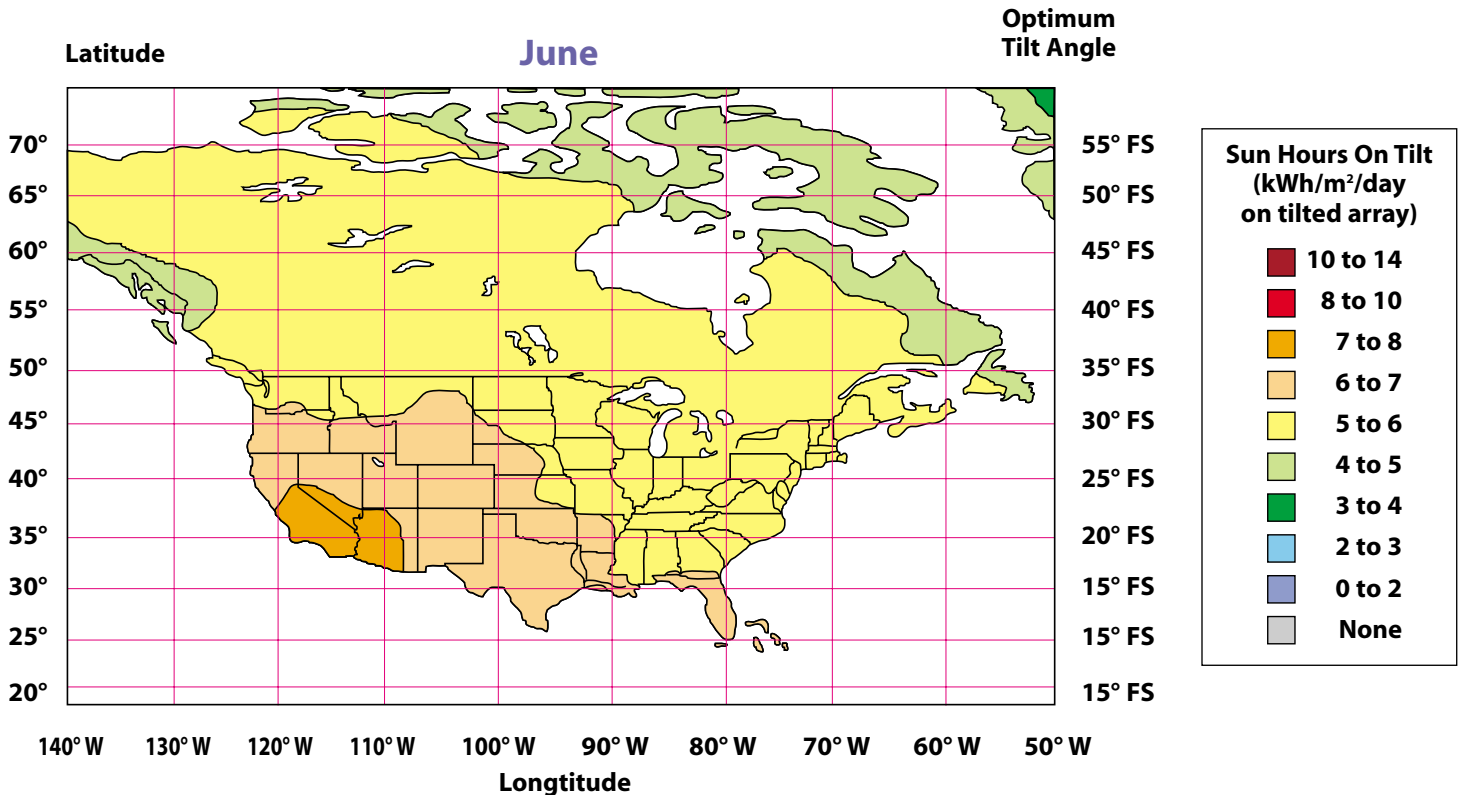 Optimum
Tilt Angle
Latitude
June
70°
55° FS
65°
50° FS
60°
45° FS
55°
40° FS
50°
35° FS
45°
30° FS
40°
25° FS
35°
20° FS
30°
15° FS
25°
15° FS
20°
15° FS
140° W 130° W 120° W 110° W 100° W 90° W 80° W 70° W 60° W 50° W
Longtitude
Sun Hours On Tilt
(kWh/m²/day
on tilted array)
10 to 14
8 to 10
7 to 8
6 to 7
5 to 6
4 to 5
3 to 4
2 to 3
0 to 2
None